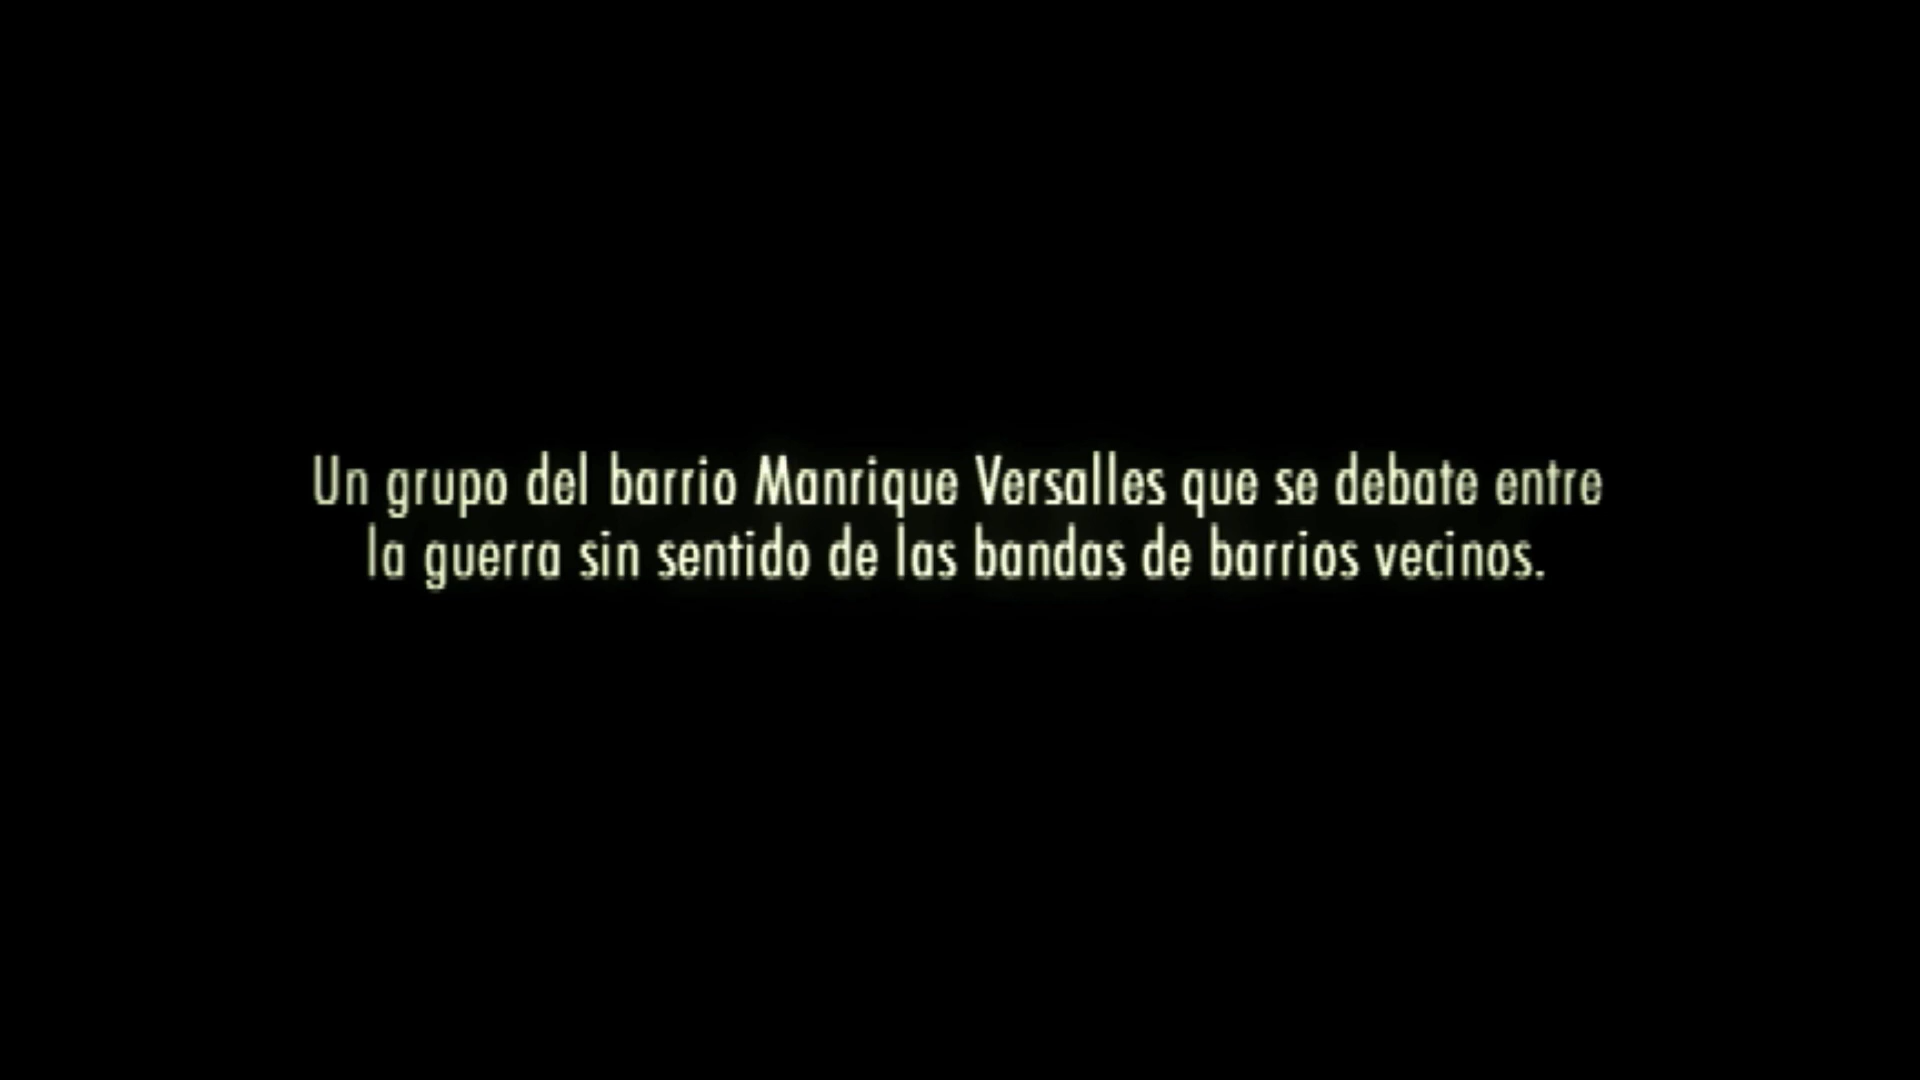 Un grupo del barrio Manrique Versalles que se debate entre
la guerra sin sentido de las bandas de barrios vecinos.